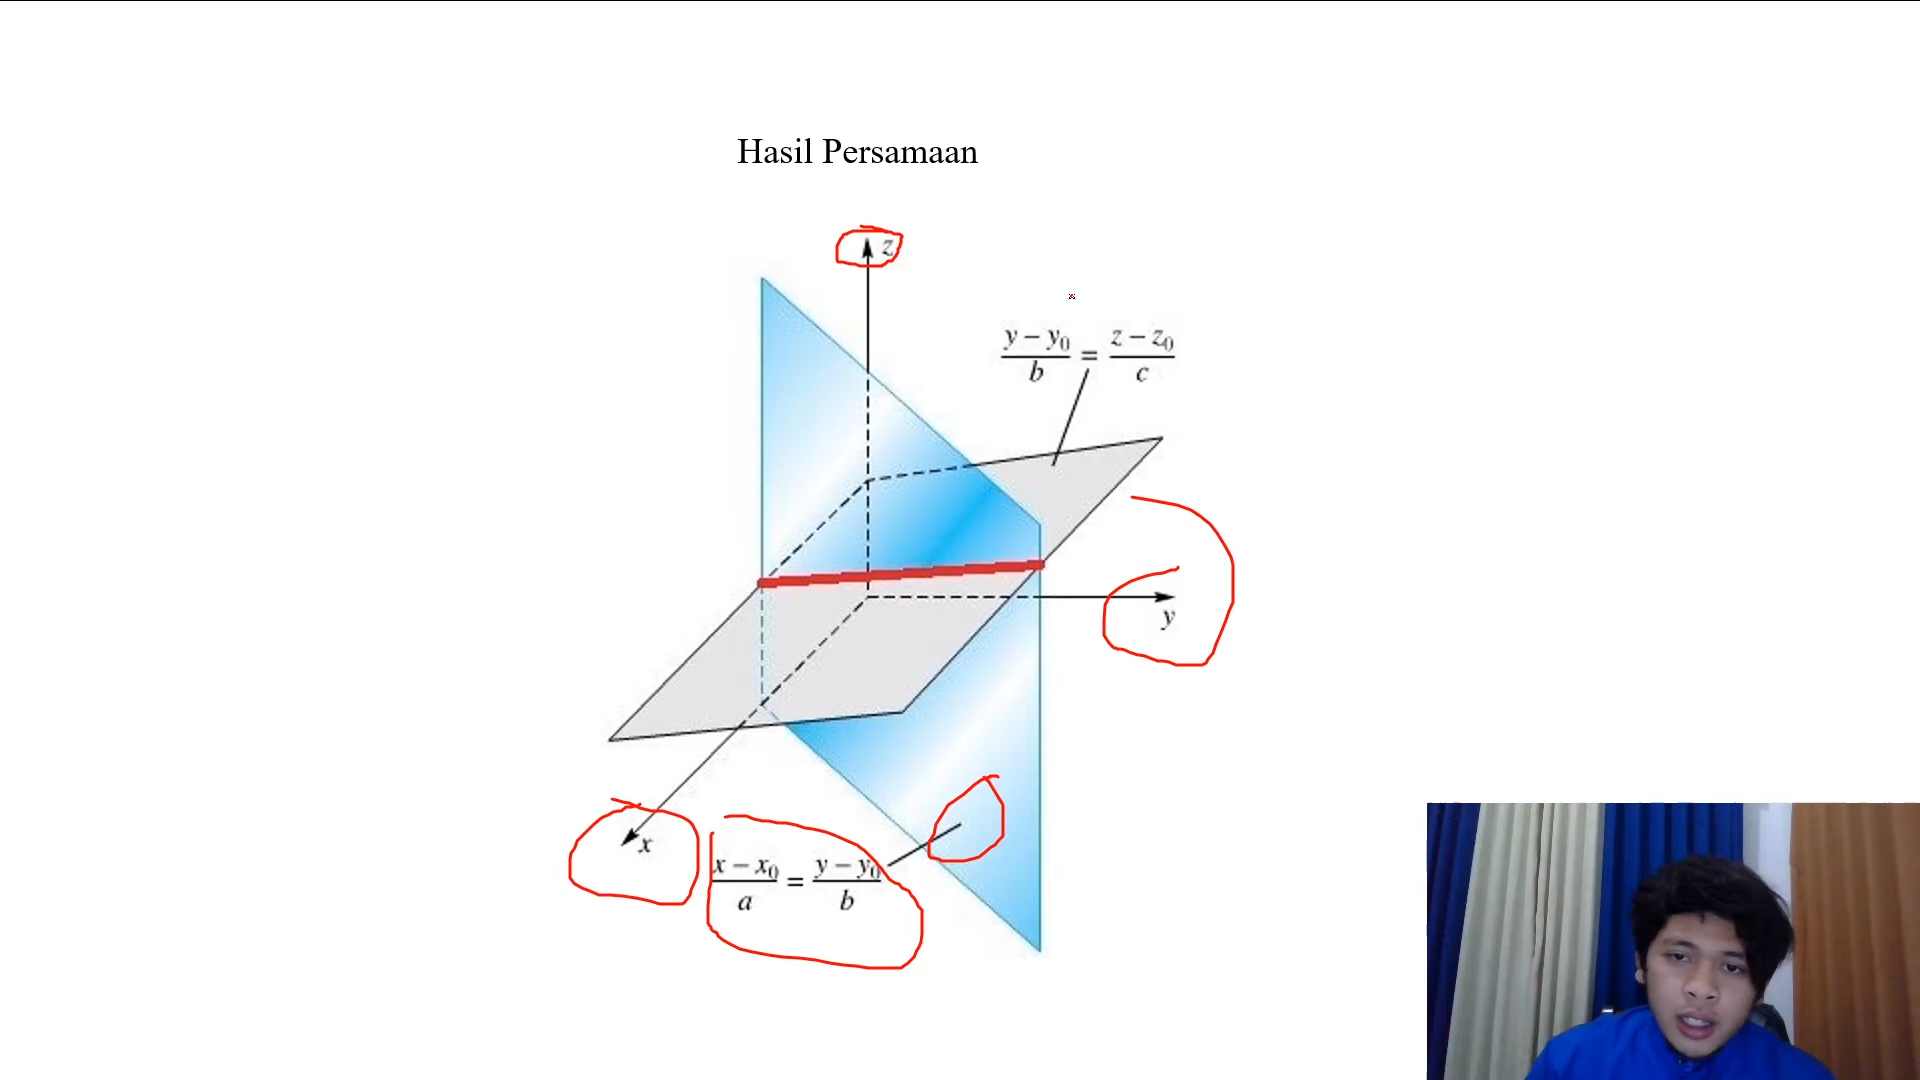 Hasil Persamaan
z
y − y₀ / b = z − z₀ / c
y
x
x − x₀ / a = y − y₀ / b